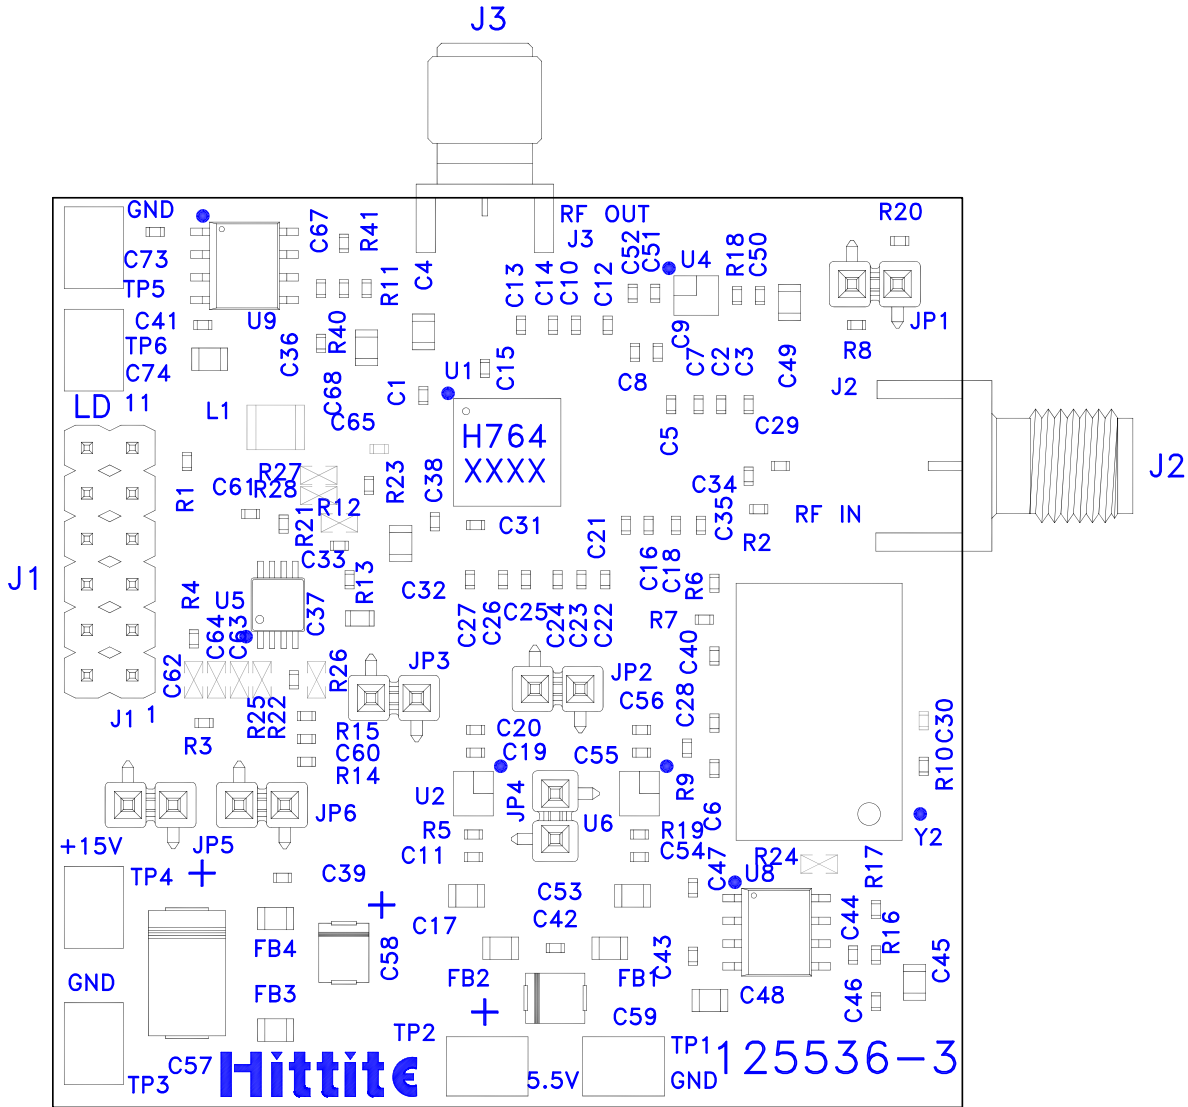 J3
GND
RF OUT
J3
R20
C67
R41
C4
C52
C51
U4
R18
C50
C73
TP5
R11
C13
C14
C10
C12
C41
U9
JP1
TP6
C36
R40
C9
R8
C74
C68
U1
C15
C8
C7
C2
C3
C49
J2
LD 11
L1
C65
C1
C5
C29
H764
XXXX
J2
R27
R28
C61
R1
R23
C38
C34
R12
R21
C31
C21
C35
RF IN
R2
C33
J1
R4
U5
C37
R13
C32
C27
C26
C25
C24
C23
C22
C16
C18
R6
R7
C64
C63
C62
R26
JP3
JP2
C40
J1 1
R25
R22
R15
C20
C56
C28
C30
R3
C60
C19
C55
R14
R10
U2
JP4
R9
JP5
JP6
U6
C6
Y2
+15V
R5
R19
C11
C54
C47
R24
R17
TP4
+
C39
U8
+
C53
C17
C42
C44
R16
FB4
C58
C43
C45
GND
FB3
FB2
FB1
C48
C46
+
C59
TP2
TP1
125536-3
C57
Hittite
TP3
5.5V
GND